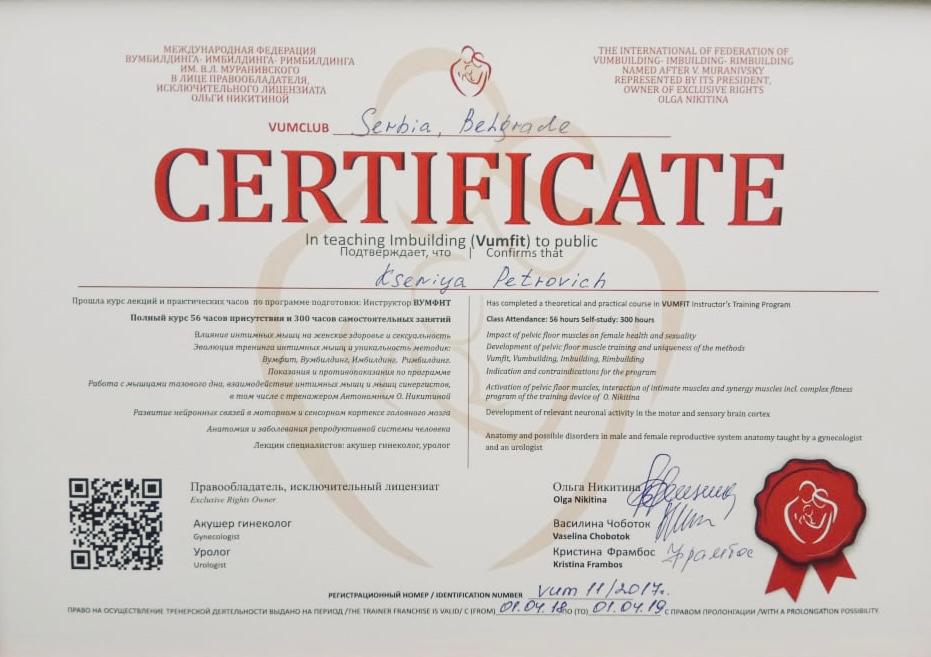 МЕЖДУНАРОДНАЯ ФЕДЕРАЦИЯ
ВУМБИЛДИНГА- ИМБИЛДИНГА- РИМБИЛДИНГА
ИМ. В.Л. МУРАНИВСКОГО
В ЛИЦЕ ПРАВООБЛАДАТЕЛЯ,
ИСКЛЮЧИТЕЛЬНОГО ЛИЦЕНЗИАТА
ОЛЬГИ НИКИТИНОЙ
THE INTERNATIONAL OF FEDERATION OF
VUMBUILDING- IMBUILDING- RIMBUILDING
NAMED AFTER V. MURANIVSKY
REPRESENTED BY ITS PRESIDENT,
OWNER OF EXCLUSIVE RIGHTS
OLGA NIKITINA
VUMCLUB Serbia, Belgrade
CERTIFICATE
In teaching Imbuilding (Vumfit) to public
Подтверждает, что | Confirms that
Kseniya Petrovich
Прошла курс лекций и практических часов по программе подготовки: Инструктор ВУМФИТ
Полный курс 56 часов присутствия и 300 часов самостоятельных занятий
Влияние интимных мышц на женское здоровье и сексуальность
Эволюция тренинга интимных мышц и уникальность методик:
Вумфит, Вумбилдинг, Имбилдинг, Римбилдинг.
Показания и противопоказания по программе
Работа с мышцами тазового дна, взаимодействие интимных мышц и мышц синергистов,
в том числе с тренажером Автономным О. Никитиной
Развитие нейронных связей в моторном и сенсорном кортексе головного мозга
Анатомия и заболевания репродуктивной системы человека
Лекции специалистов: акушер гинеколог, уролог
Has completed a theoretical and practical course in VUMFIT Instructor's Training Program
Class Attendance: 56 hours Self-study: 300 hours
Impact of pelvic floor muscles on female health and sexuality
Development of pelvic floor muscle training and uniqueness of the methods
Vumfit, Vumbuilding, Imbuilding, Rimbuilding
Indication and contraindications for the program
Activation of pelvic floor muscles, interaction of intimate muscles and synergy muscles incl. complex fitness
program of the training device of O. Nikitina
Development of relevant neuronal activity in the motor and sensory brain cortex
Anatomy and possible disorders in male and female reproductive system anatomy taught by a gynecologist
and an urologist
Правообладатель, исключительный лицензиат
Exclusive Rights Owner
Акушер гинеколог
Gynecologist
Уролог
Urologist
Ольга Никитина
Olga Nikitina
Василина Чоботок
Vaselina Chobotok
Кристина Фрамбос Фрамбос
Kristina Frambos
РЕГИСТРАЦИОННЫЙ НОМЕР / IDENTIFICATION NUMBER vum 11/2017г.
ПРАВО НА ОСУЩЕСТВЛЕНИЕ ТРЕНЕРСКОЙ ДЕЯТЕЛЬНОСТИ ВЫДАНО НА ПЕРИОД /THE TRAINER FRANCHISE IS VALID/ С (FROM) 01.04.18 ПО (TO) 01.04.19 С ПРАВОМ ПРОЛОНГАЦИИ /WITH A PROLONGATION POSSIBILITY